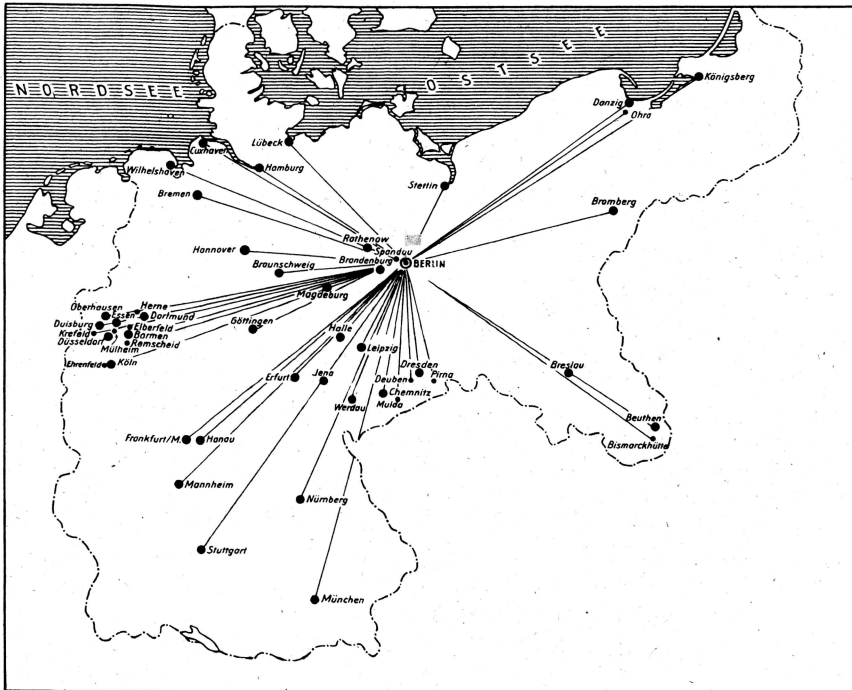 NORDSEE
OSTSEE
Königsberg
Danzig
Ohra
Cuxhaven
Lübeck
Wilhelshaven
Hamburg
Stettin
Bremen
Bromberg
Hannover
Rathenow
Spandau
Braunschweig
Brandenburg
BERLIN
Magdeburg
Oberhausen
Herne
Essen
Dortmund
Duisburg
Elberfeld
Krefeld
Barmen
Düsseldorf
Remscheid
Mülheim
Göttingen
Halle
Leipzig
Ehrenfeld
Köln
Erfurt
Jena
Dresden
Deuben
Pirna
Breslau
Chemnitz
Werdau
Mulda
Beuthen
Bismarckhütte
Frankfurt/M.
Hanau
Mannheim
Nürnberg
Stuttgart
München